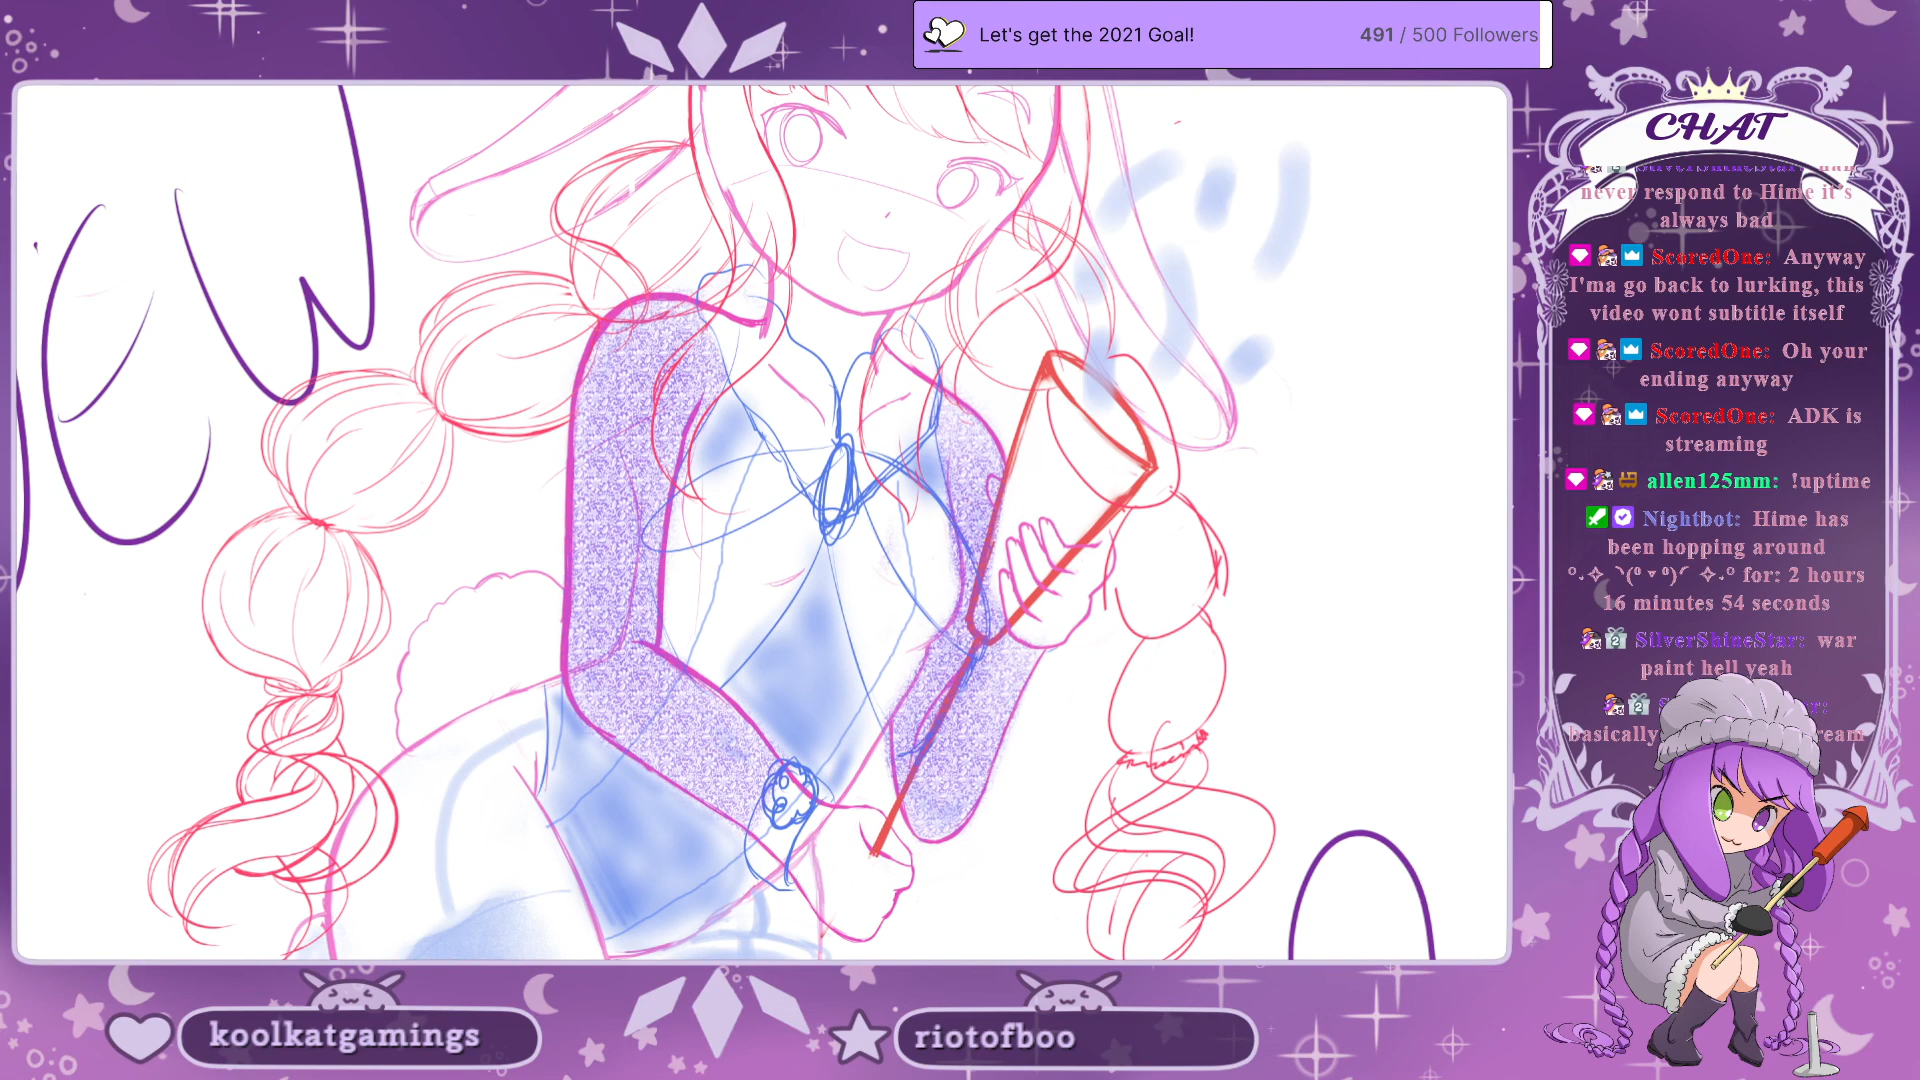 Let's get the 2021 Goal!
491 / 500 Followers
EW
CHAT
never respond to Hime it's
always bad
ScoredOne: Anyway
I'ma go back to lurking, this
video wont subtitle itself
ScoredOne: Oh your
ending anyway
ScoredOne: ADK is
streaming
allen125mm: !uptime
Nightbot: Hime has
been hopping around
for: 2 hours
16 minutes 54 seconds
2 SilverShineStar: war
paint hell yeah
2
basically
koolkatgamings
riotofboo